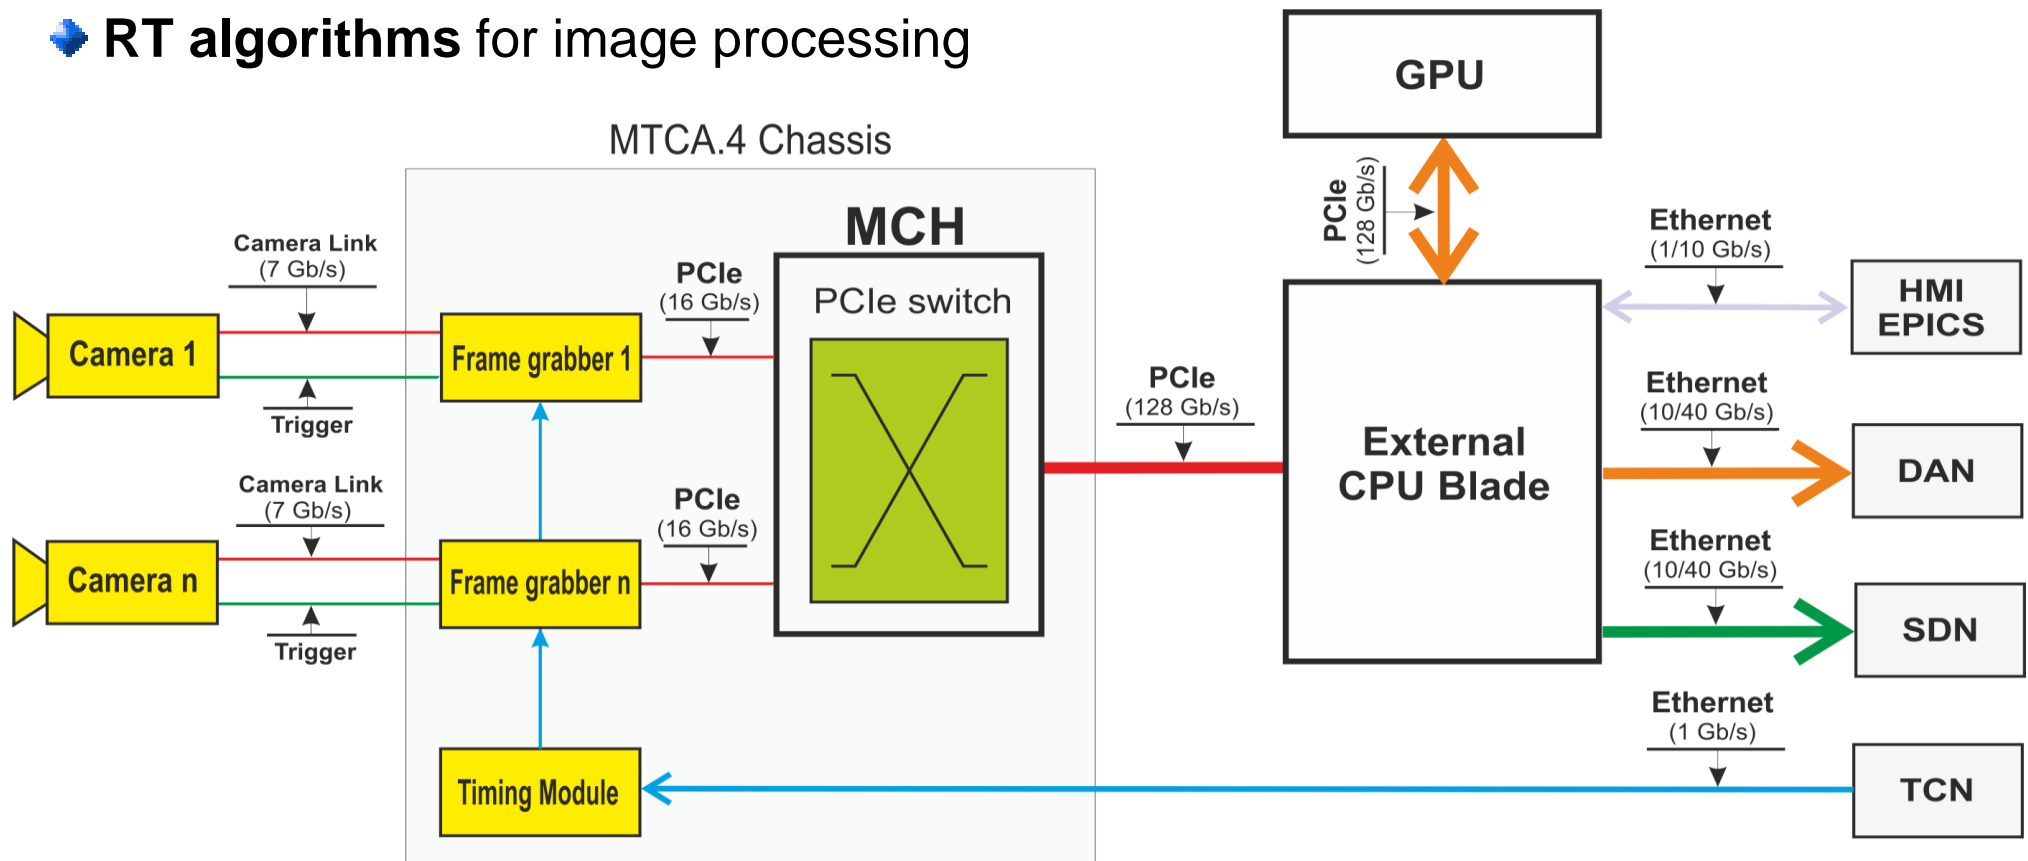 RT algorithms for image processing
MTCA.4 Chassis
GPU
PCIe
(128 Gb/s)
MCH
PCIe switch
Camera Link
(7 Gb/s)
Camera 1
Trigger
Frame grabber 1
PCIe
(16 Gb/s)
Camera Link
(7 Gb/s)
Camera n
Trigger
Frame grabber n
PCIe
(16 Gb/s)
Timing Module
PCIe
(128 Gb/s)
External
CPU Blade
Ethernet
(1/10 Gb/s)
HMI
EPICS
Ethernet
(10/40 Gb/s)
DAN
Ethernet
(10/40 Gb/s)
SDN
Ethernet
(1 Gb/s)
TCN